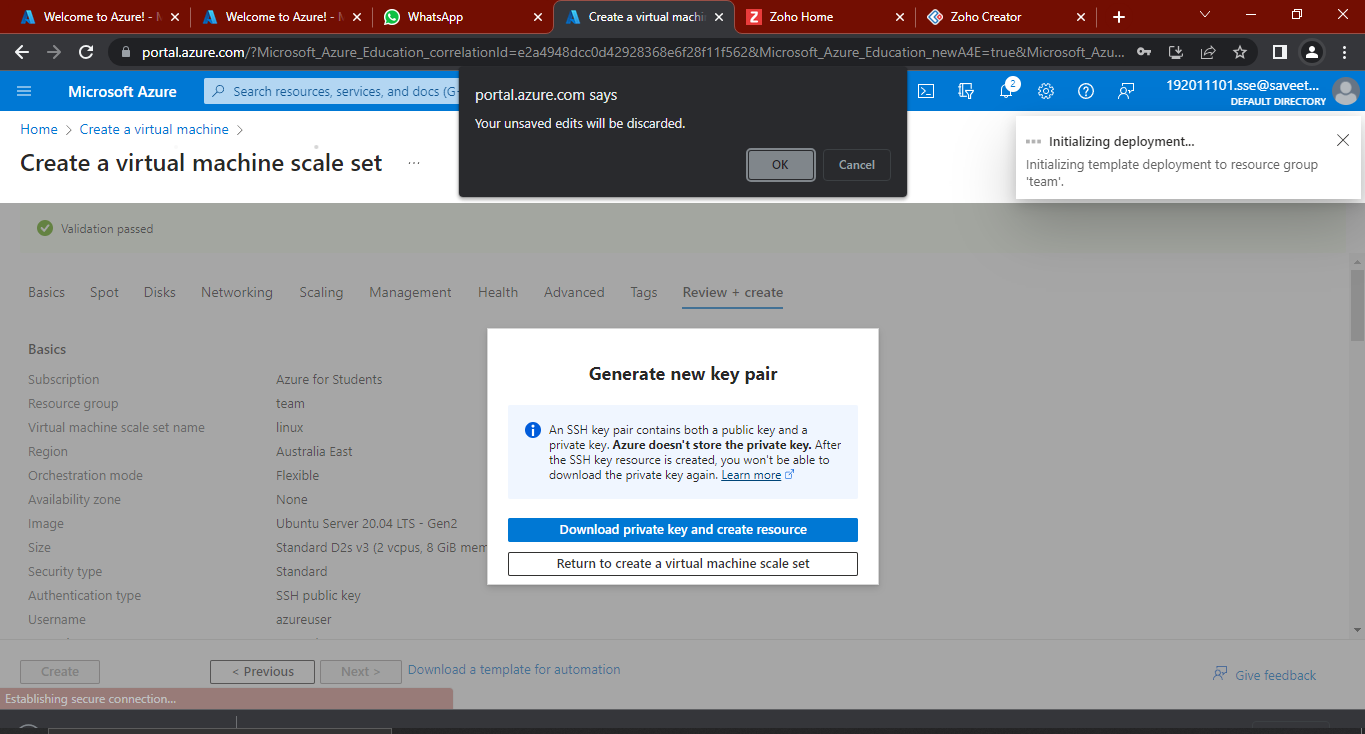 Welcome to Azure! - M
Welcome to Azure! - M
WhatsApp
Create a virtual machi
Zoho Home
Zoho Creator
portal.azure.com/?Microsoft_Azure_Education_correlationId=e2a4948dcc0d42928368e6f28f11f562&Microsoft_Azure_Education_newA4E=true&Microsoft_Azu...
Microsoft Azure
Search resources, services, and docs (G+
2
192011101.sse@saveet...
DEFAULT DIRECTORY
portal.azure.com says
Your unsaved edits will be discarded.
OK
Cancel
Home > Create a virtual machine >
Create a virtual machine scale set ...
Initializing deployment...
Initializing template deployment to resource group
'team'.
Validation passed
Basics Spot Disks Networking Scaling Management Health Advanced Tags Review + create
Basics
Subscription Azure for Students
Resource group team
Virtual machine scale set name linux
Region Australia East
Orchestration mode Flexible
Availability zone None
Image Ubuntu Server 20.04 LTS - Gen2
Size Standard D2s v3 (2 vcpus, 8 GiB mem
Security type Standard
Authentication type SSH public key
Username azureuser
Generate new key pair
An SSH key pair contains both a public key and a
private key. Azure doesn't store the private key. After
the SSH key resource is created, you won't be able to
download the private key again. Learn more
Download private key and create resource
Return to create a virtual machine scale set
Create
< Previous
Next >
Download a template for automation
Give feedback
Establishing secure connection...